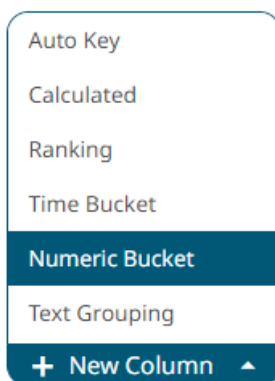 Auto Key
Calculated
Ranking
Time Bucket
Numeric Bucket
Text Grouping
+ New Column